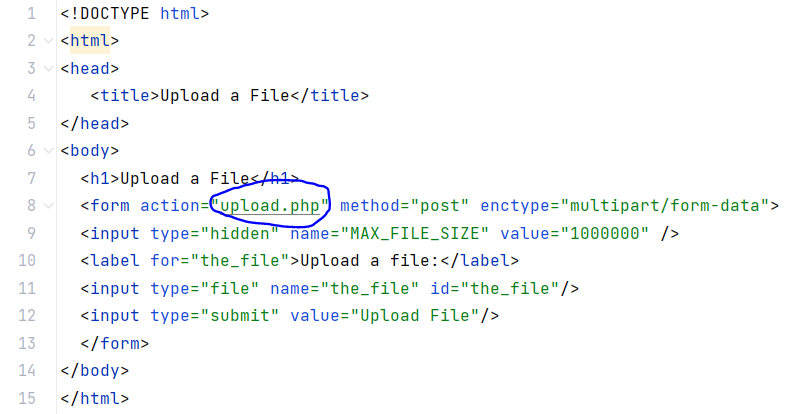 1 <!DOCTYPE html>
2 <html>
3 <head>
4 <title>Upload a File</title>
5 </head>
6 <body>
7 <h1>Upload a File</h1>
8 <form action="upload.php" method="post" enctype="multipart/form-data">
9 <input type="hidden" name="MAX_FILE_SIZE" value="1000000" />
10 <label for="the_file">Upload a file:</label>
11 <input type="file" name="the_file" id="the_file"/>
12 <input type="submit" value="Upload File"/>
13 </form>
14 </body>
15 </html>